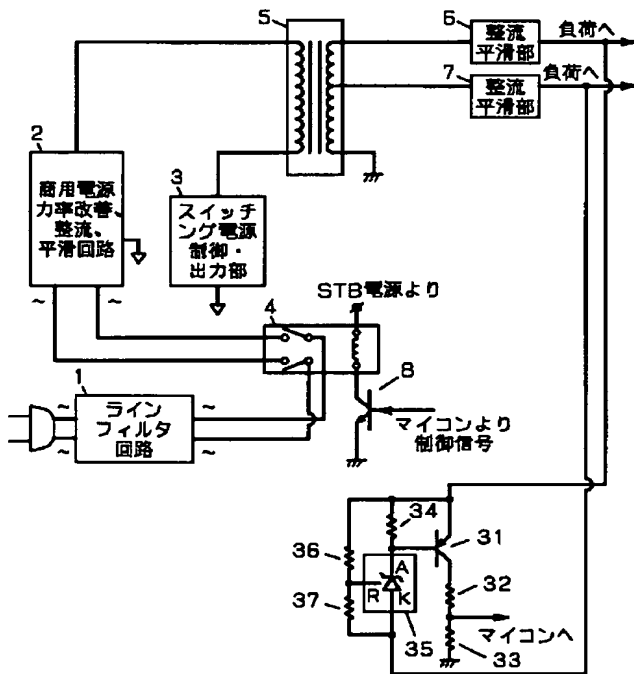 5
6
整流
平滑部
負荷へ
7
整流
平滑部
負荷へ
2
商用電源
力率改善、
整流、
平滑回路
3
スイッチ
ング電源
制御・
出力部
~
~
STB電源より
4
8
マイコンより
制御信号
1
~
~
ライン
フィルタ
回路
~
~
34
31
36
A
R
K
32
37
35
マイコンへ
33